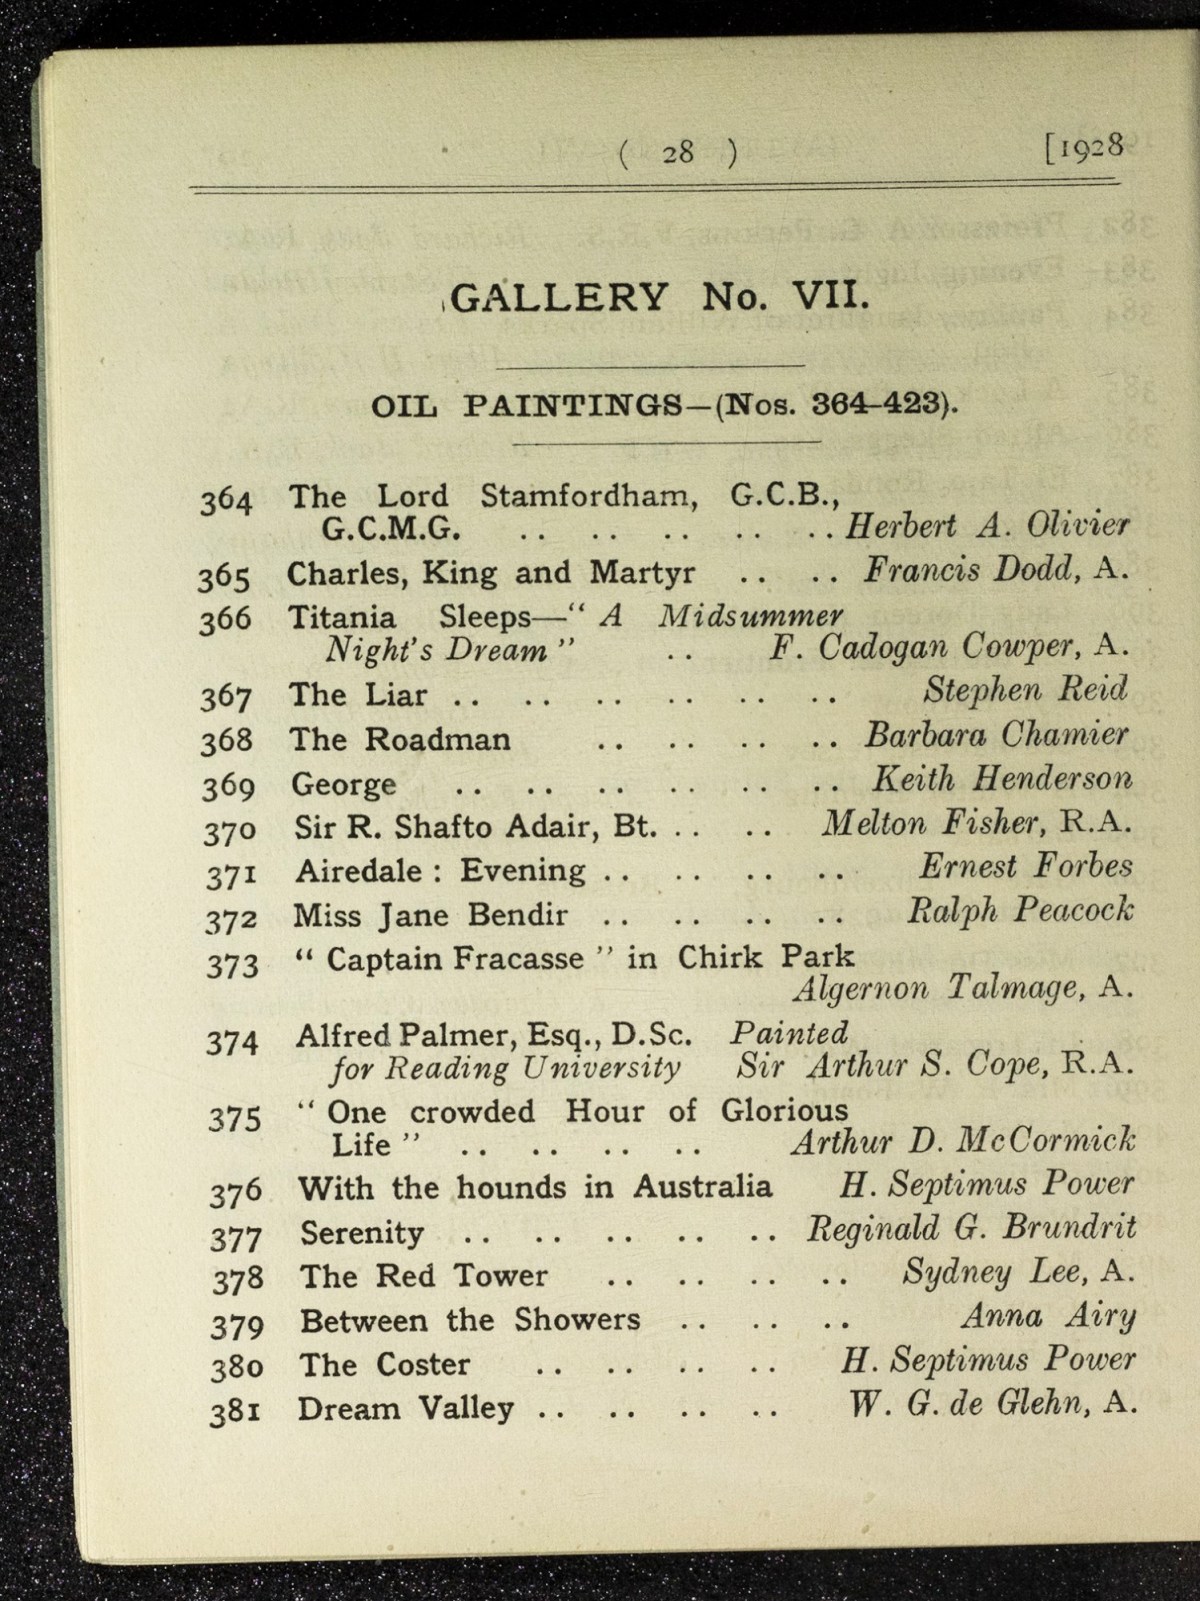 ( 28 ) [1928
GALLERY No. VII.
OIL PAINTINGS—(Nos. 364-423).
364 The Lord Stamfordham, G.C.B.,
G.C.M.G. .. .. .. .. .. Herbert A. Olivier
365 Charles, King and Martyr .. .. Francis Dodd, A.
366 Titania Sleeps—“ A Midsummer
Night's Dream ” .. F. Cadogan Cowper, A.
367 The Liar .. .. .. .. .. .. Stephen Reid
368 The Roadman .. .. .. .. Barbara Chamier
369 George .. .. .. .. .. .. Keith Henderson
370 Sir R. Shafto Adair, Bt. .. .. Melton Fisher, R.A.
371 Airedale : Evening .. .. .. .. Ernest Forbes
372 Miss Jane Bendir .. .. .. .. Ralph Peacock
373 “ Captain Fracasse ” in Chirk Park
Algernon Talmage, A.
374 Alfred Palmer, Esq., D.Sc. Painted
for Reading University Sir Arthur S. Cope, R.A.
375 “ One crowded Hour of Glorious
Life ” .. .. .. .. Arthur D. McCormick
376 With the hounds in Australia H. Septimus Power
377 Serenity .. .. .. .. .. Reginald G. Brundrit
378 The Red Tower .. .. .. .. Sydney Lee, A.
379 Between the Showers .. .. .. Anna Airy
380 The Coster .. .. .. .. H. Septimus Power
381 Dream Valley .. .. .. .. W. G. de Glehn, A.